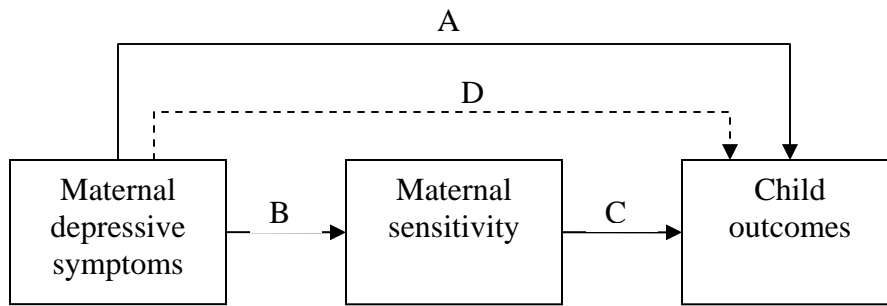 A
D
Maternal
depressive
symptoms
B
Maternal
sensitivity
C
Child
outcomes